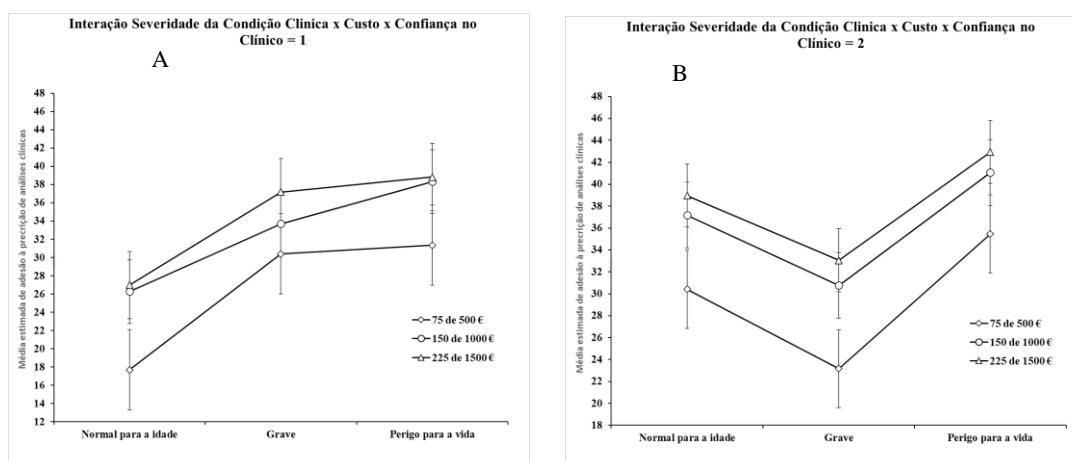 Interação Severidade da Condição Clinica x Custo x Confiança no
Clínico = 1
A
Média estimada de adesão à precrição de análises clínicas
48
46
44
42
40
38
36
34
32
30
28
26
24
22
20
18
16
14
12
75 de 500 €
150 de 1000 €
225 de 1500 €
Normal para a idade
Grave
Perigo para a vida
Interação Severidade da Condição Clinica x Custo x Confiança no
Clínico = 2
B
Média estimada de adesão à precrição de análises clínicas
48
46
44
42
40
38
36
34
32
30
28
26
24
22
20
18
75 de 500 €
150 de 1000 €
225 de 1500 €
Normal para a idade
Grave
Perigo para a vida